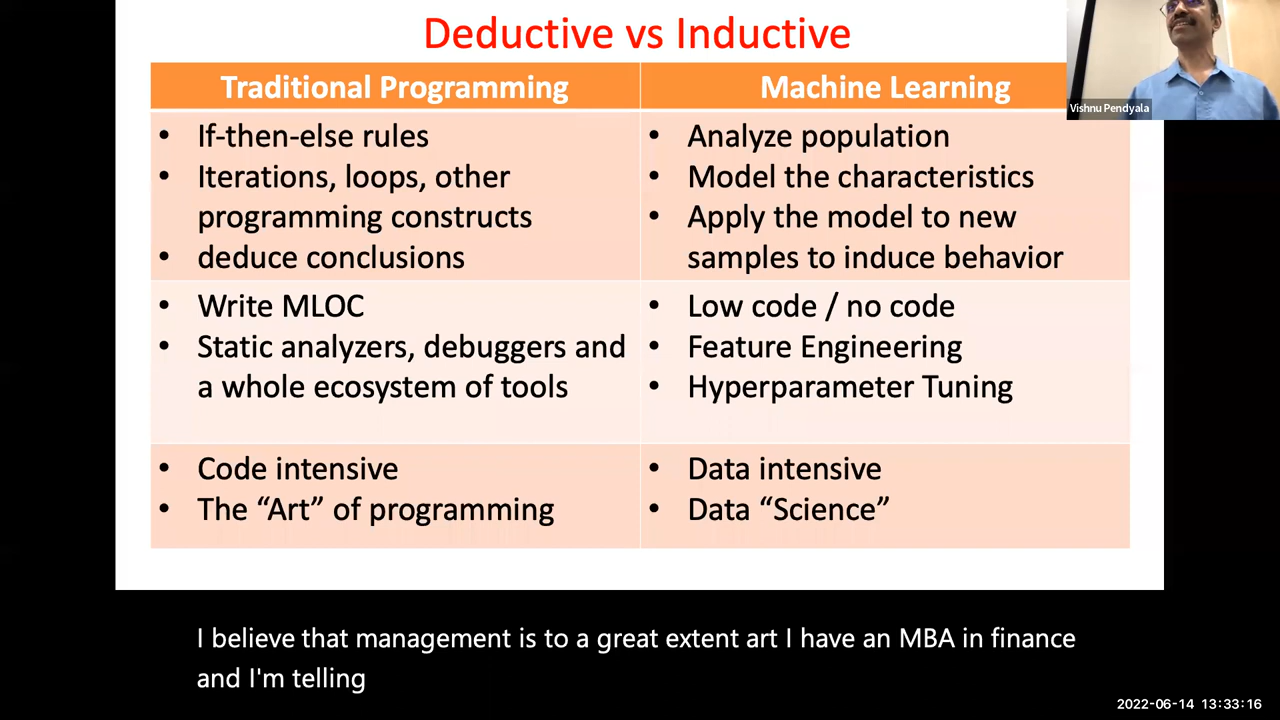 Deductive vs Inductive
Traditional Programming
Machine Learning
• If-then-else rules
• Iterations, loops, other
programming constructs
• deduce conclusions
• Analyze population
• Model the characteristics
• Apply the model to new
samples to induce behavior
• Write MLOC
• Static analyzers, debuggers and
a whole ecosystem of tools
• Low code / no code
• Feature Engineering
• Hyperparameter Tuning
• Code intensive
• The “Art” of programming
• Data intensive
• Data “Science”
Vishnu Pendyala
I believe that management is to a great extent art I have an MBA in finance
and I'm telling
2022-06-14 13:33:16